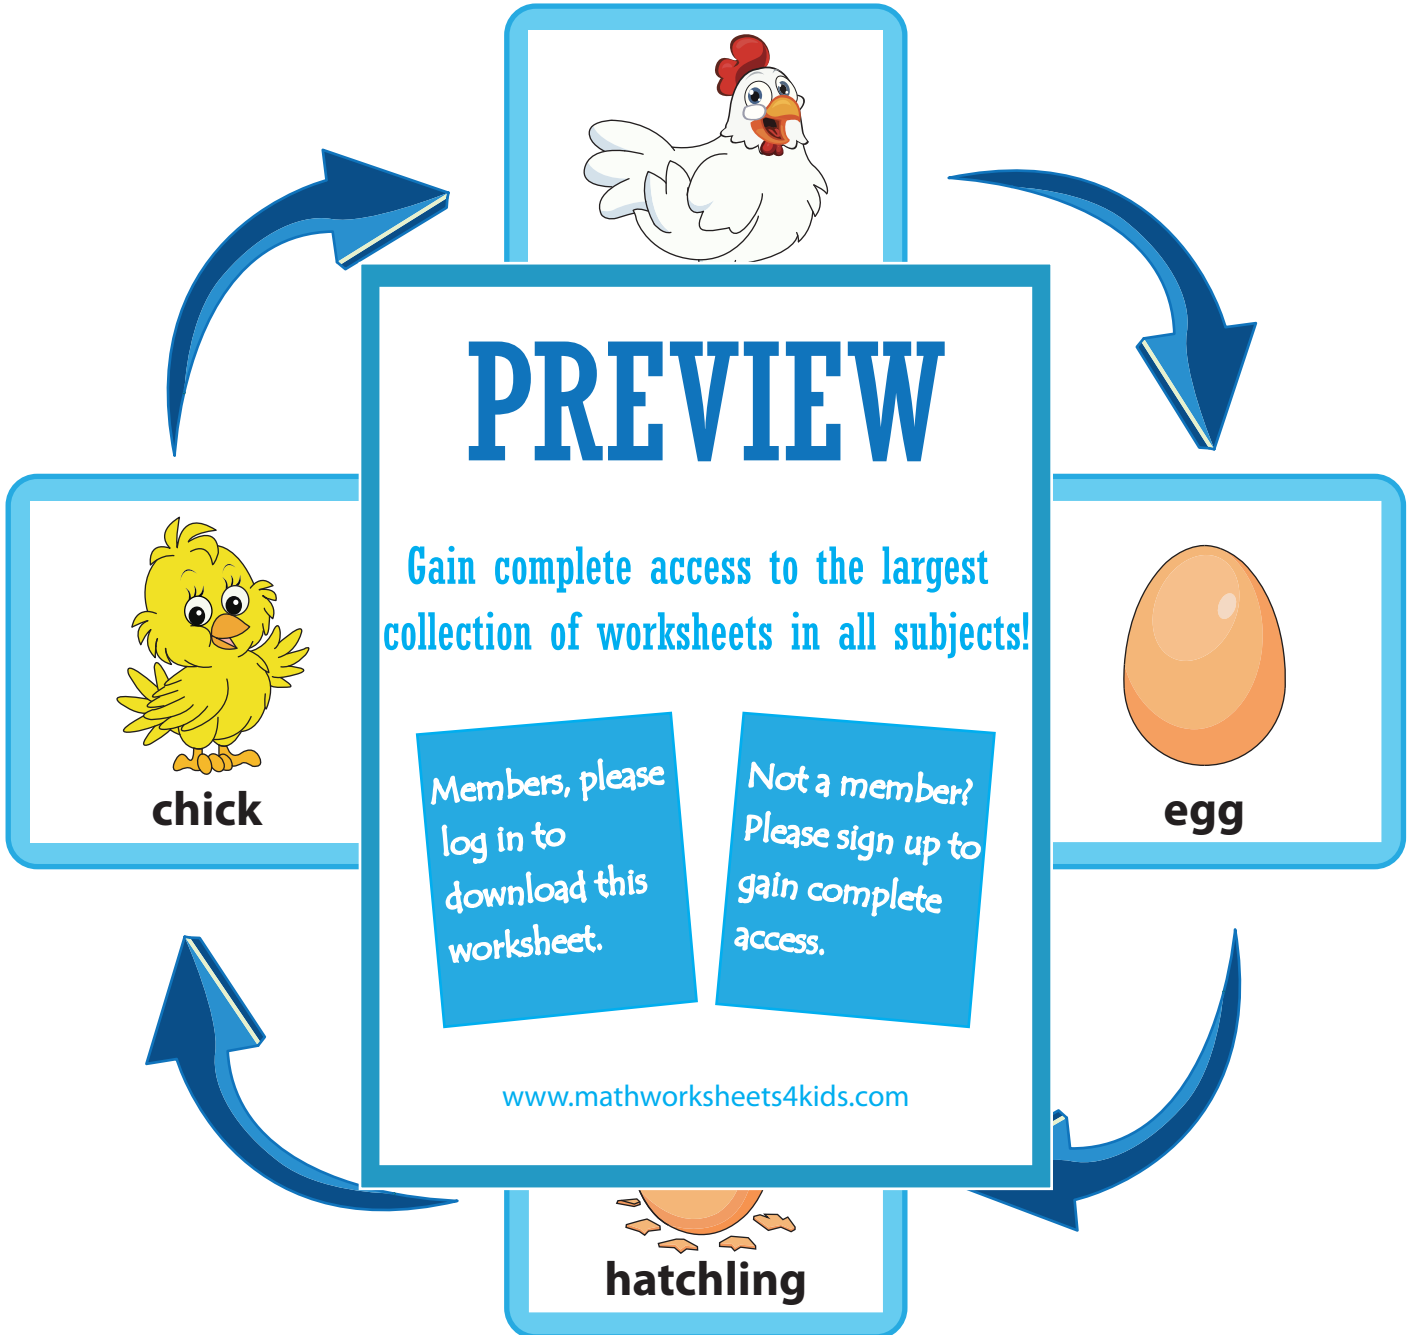 PREVIEW
Gain complete access to the largest
collection of worksheets in all subjects!
Members, please
log in to
download this
worksheet.
Not a member?
Please sign up to
gain complete
access.
www.mathworksheets4kids.com
chick
egg
hatchling